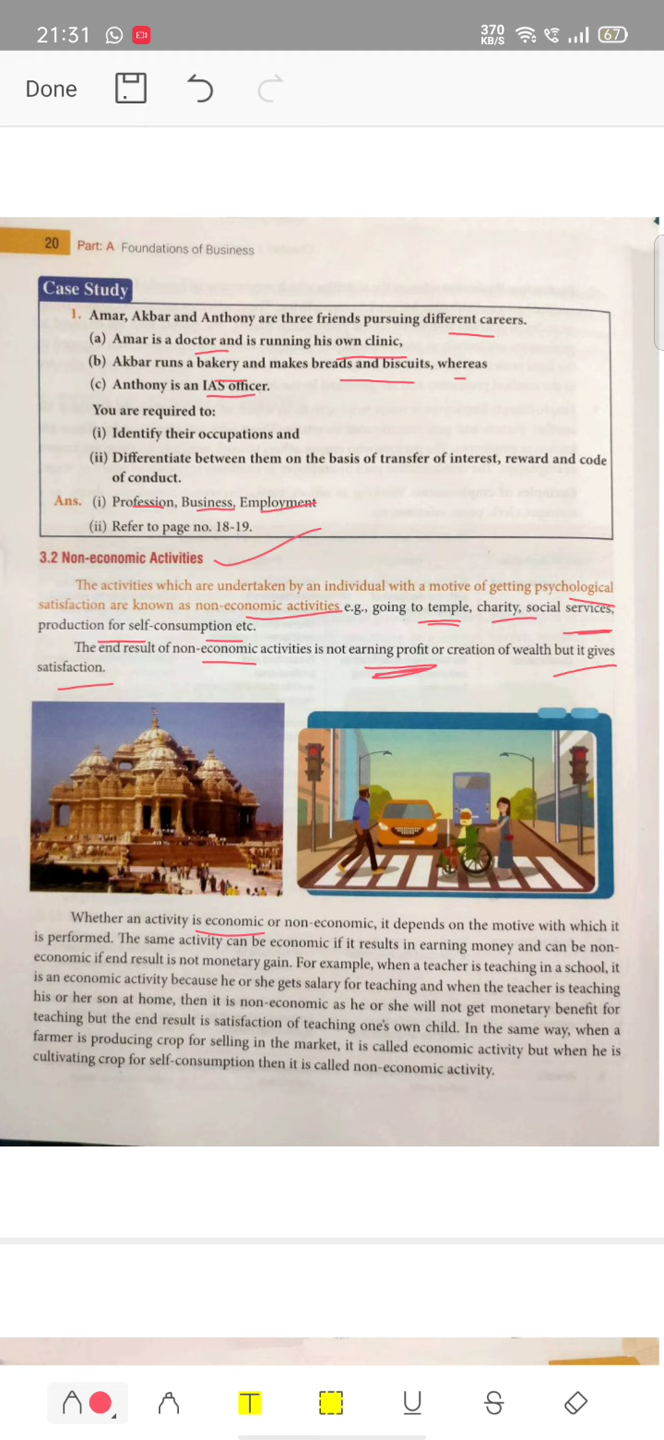 21:31
370
KB/S
67
Done
20 Part: A Foundations of Business
Case Study
1. Amar, Akbar and Anthony are three friends pursuing different careers.
(a) Amar is a doctor and is running his own clinic,
(b) Akbar runs a bakery and makes breads and biscuits, whereas
(c) Anthony is an IAS officer.
You are required to:
(i) Identify their occupations and
(ii) Differentiate between them on the basis of transfer of interest, reward and code
of conduct.
Ans. (i) Profession, Business, Employment
(ii) Refer to page no. 18-19.
3.2 Non-economic Activities
The activities which are undertaken by an individual with a motive of getting psychological
satisfaction are known as non-economic activities e.g., going to temple, charity, social services,
production for self-consumption etc.
The end result of non-economic activities is not earning profit or creation of wealth but it gives
satisfaction.
Whether an activity is economic or non-economic, it depends on the motive with which it
is performed. The same activity can be economic if it results in earning money and can be non-
economic if end result is not monetary gain. For example, when a teacher is teaching in a school, it
is an economic activity because he or she gets salary for teaching and when the teacher is teaching
his or her son at home, then it is non-economic as he or she will not get monetary benefit for
teaching but the end result is satisfaction of teaching one's own child. In the same way, when a
farmer is producing crop for selling in the market, it is called economic activity but when he is
cultivating crop for self-consumption then it is called non-economic activity.
T
U
S